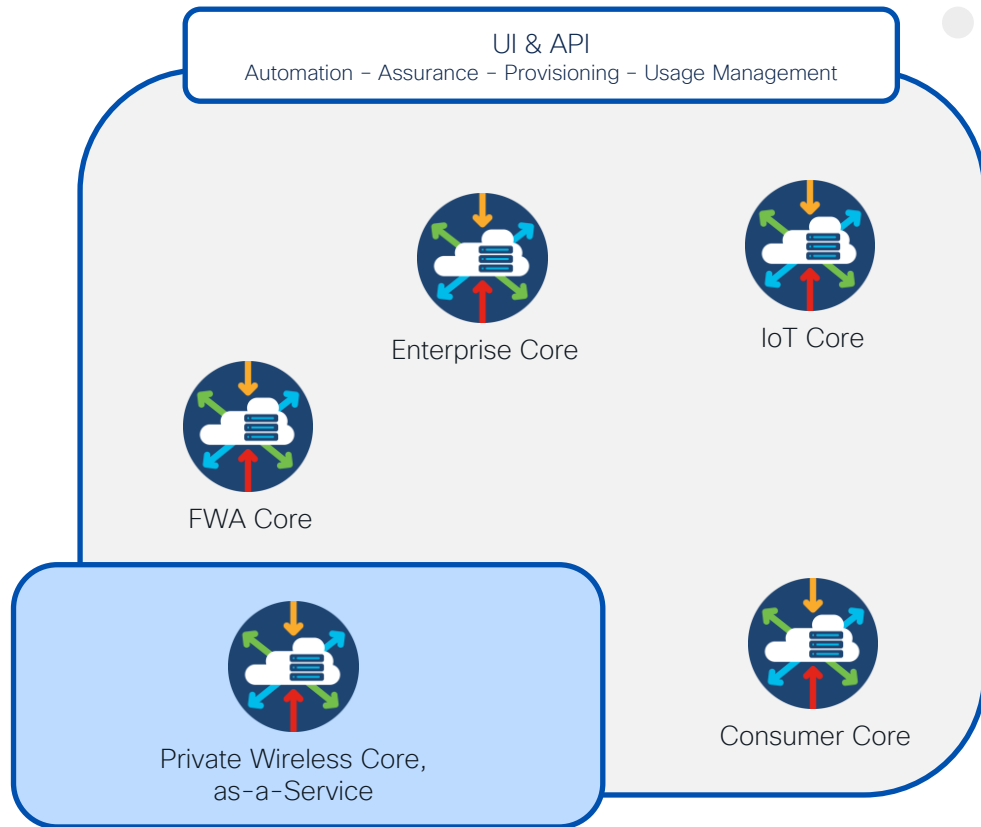 UI & API
Automation – Assurance – Provisioning – Usage Management
Enterprise Core
IoT Core
FWA Core
Private Wireless Core,
as-a-Service
Consumer Core